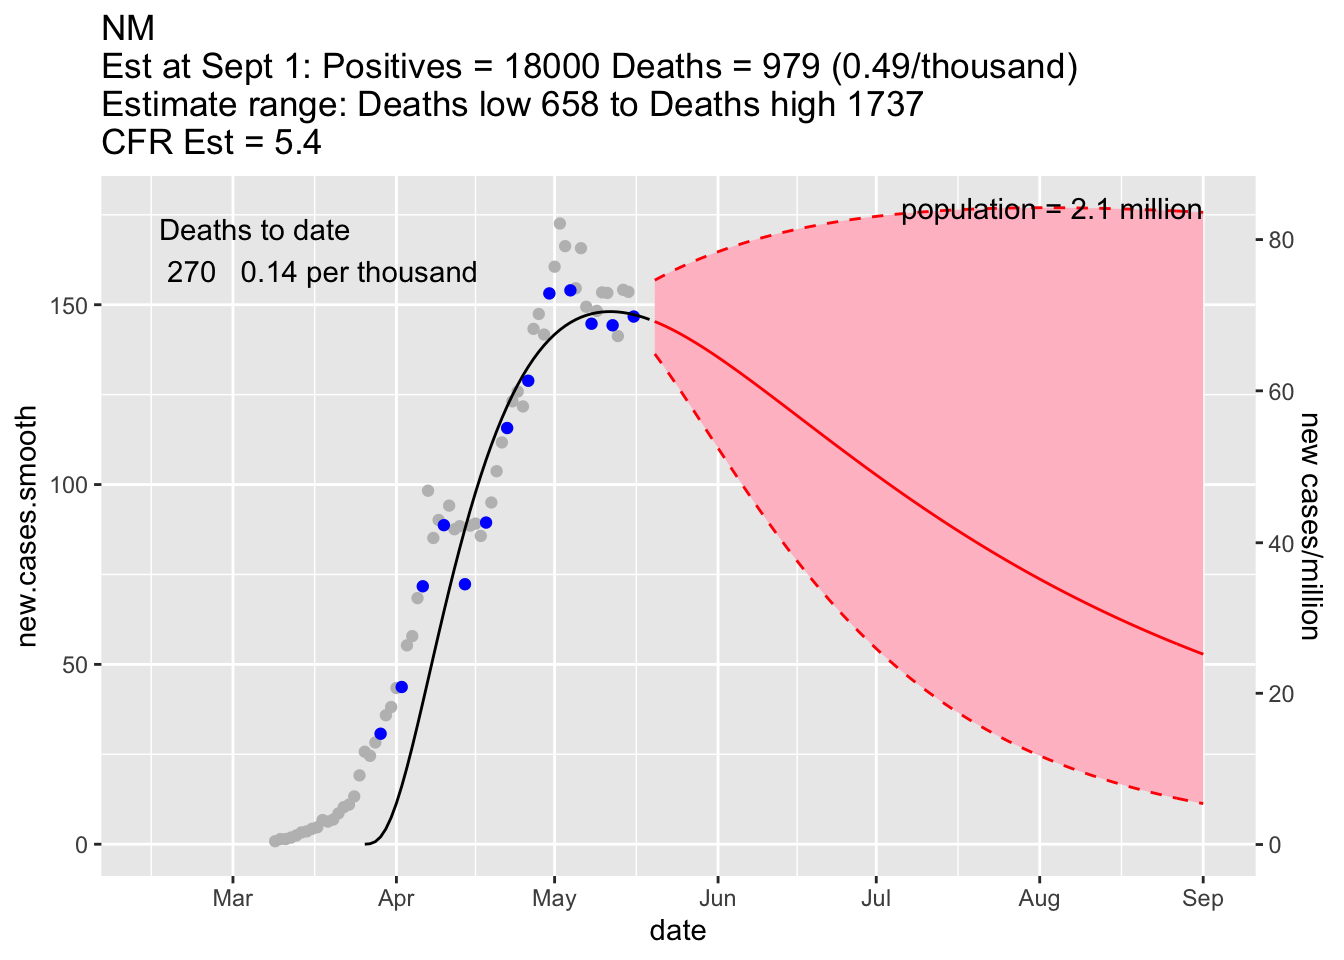 NM
Est at Sept 1: Positives = 18000 Deaths = 979 (0.49/thousand)
Estimate range: Deaths low 658 to Deaths high 1737
CFR Est = 5.4
Deaths to date
270 0.14 per thousand
population = 2.1 million
150
100
50
0
new.cases.smooth
80
60
40
20
0
new cases/million
Mar Apr May Jun Jul Aug Sep
date